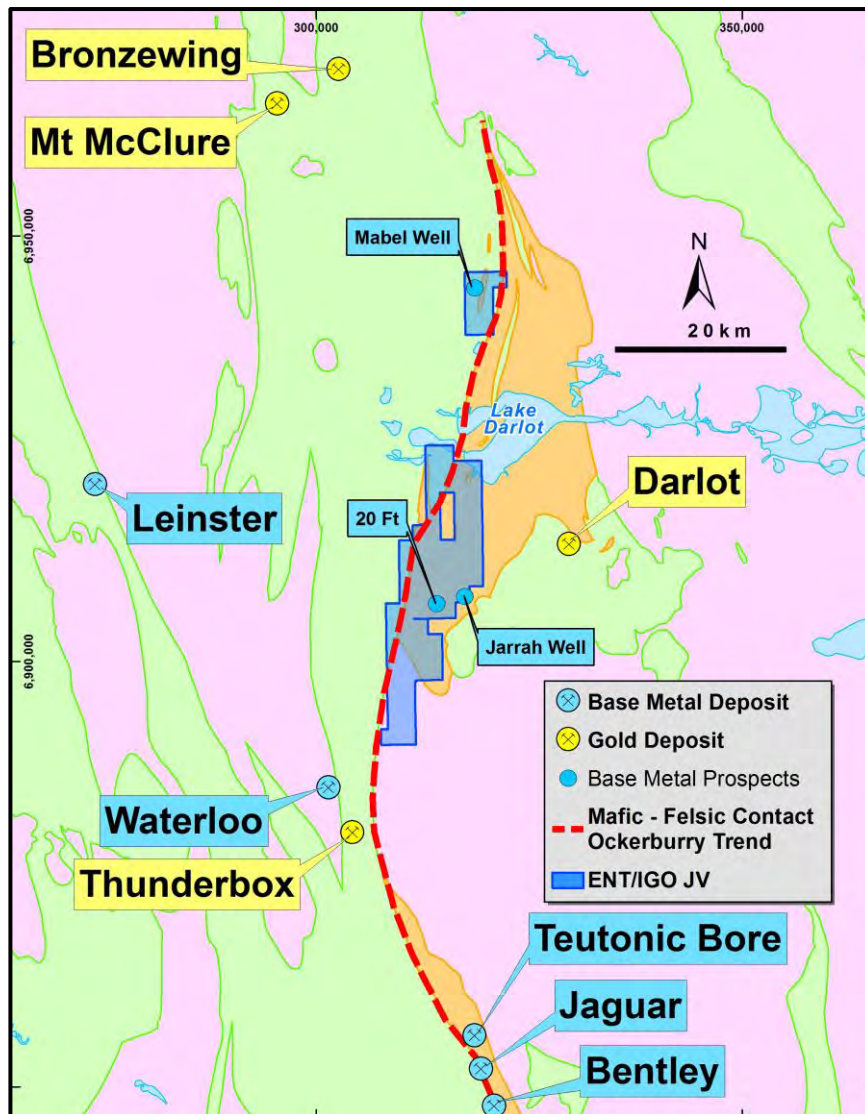 300,000
350,000
Bronzewing
Mt McClure
6,950,000
Mabel Well
N
20km
Lake
Darlot
Leinster
Darlot
20 Ft
Jarrah Well
6,900,000
Base Metal Deposit
Gold Deposit
Base Metal Prospects
Mafic - Felsic Contact
Ockerburry Trend
ENT/IGO JV
Waterloo
Thunderbox
Teutonic Bore
Jaguar
Bentley